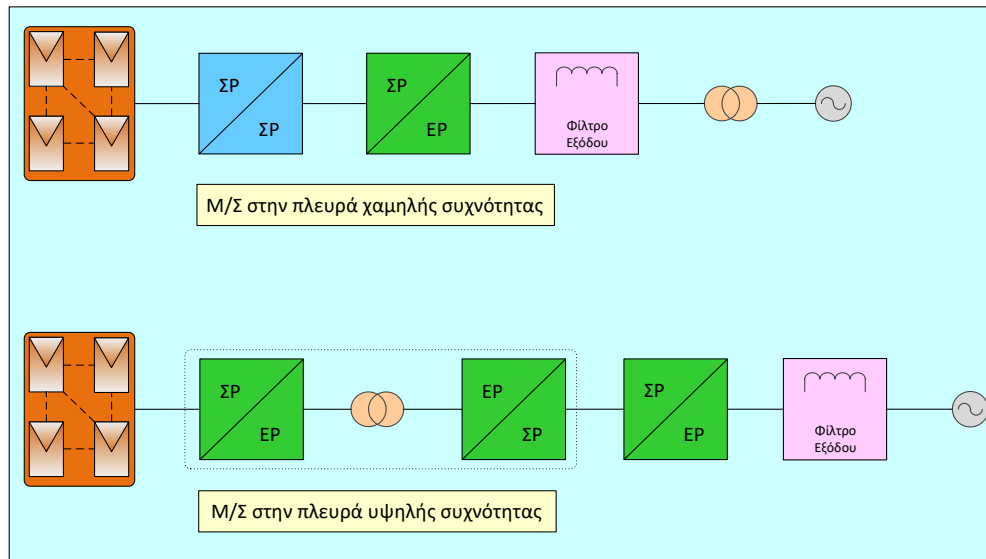 ΣΡ
ΣΡ
ΣΡ
ΕΡ
Φίλτρο
Εξόδου
Μ/Σ στην πλευρά χαμηλής συχνότητας
ΣΡ
ΕΡ
ΕΡ
ΣΡ
ΣΡ
ΕΡ
Φίλτρο
Εξόδου
Μ/Σ στην πλευρά υψηλής συχνότητας